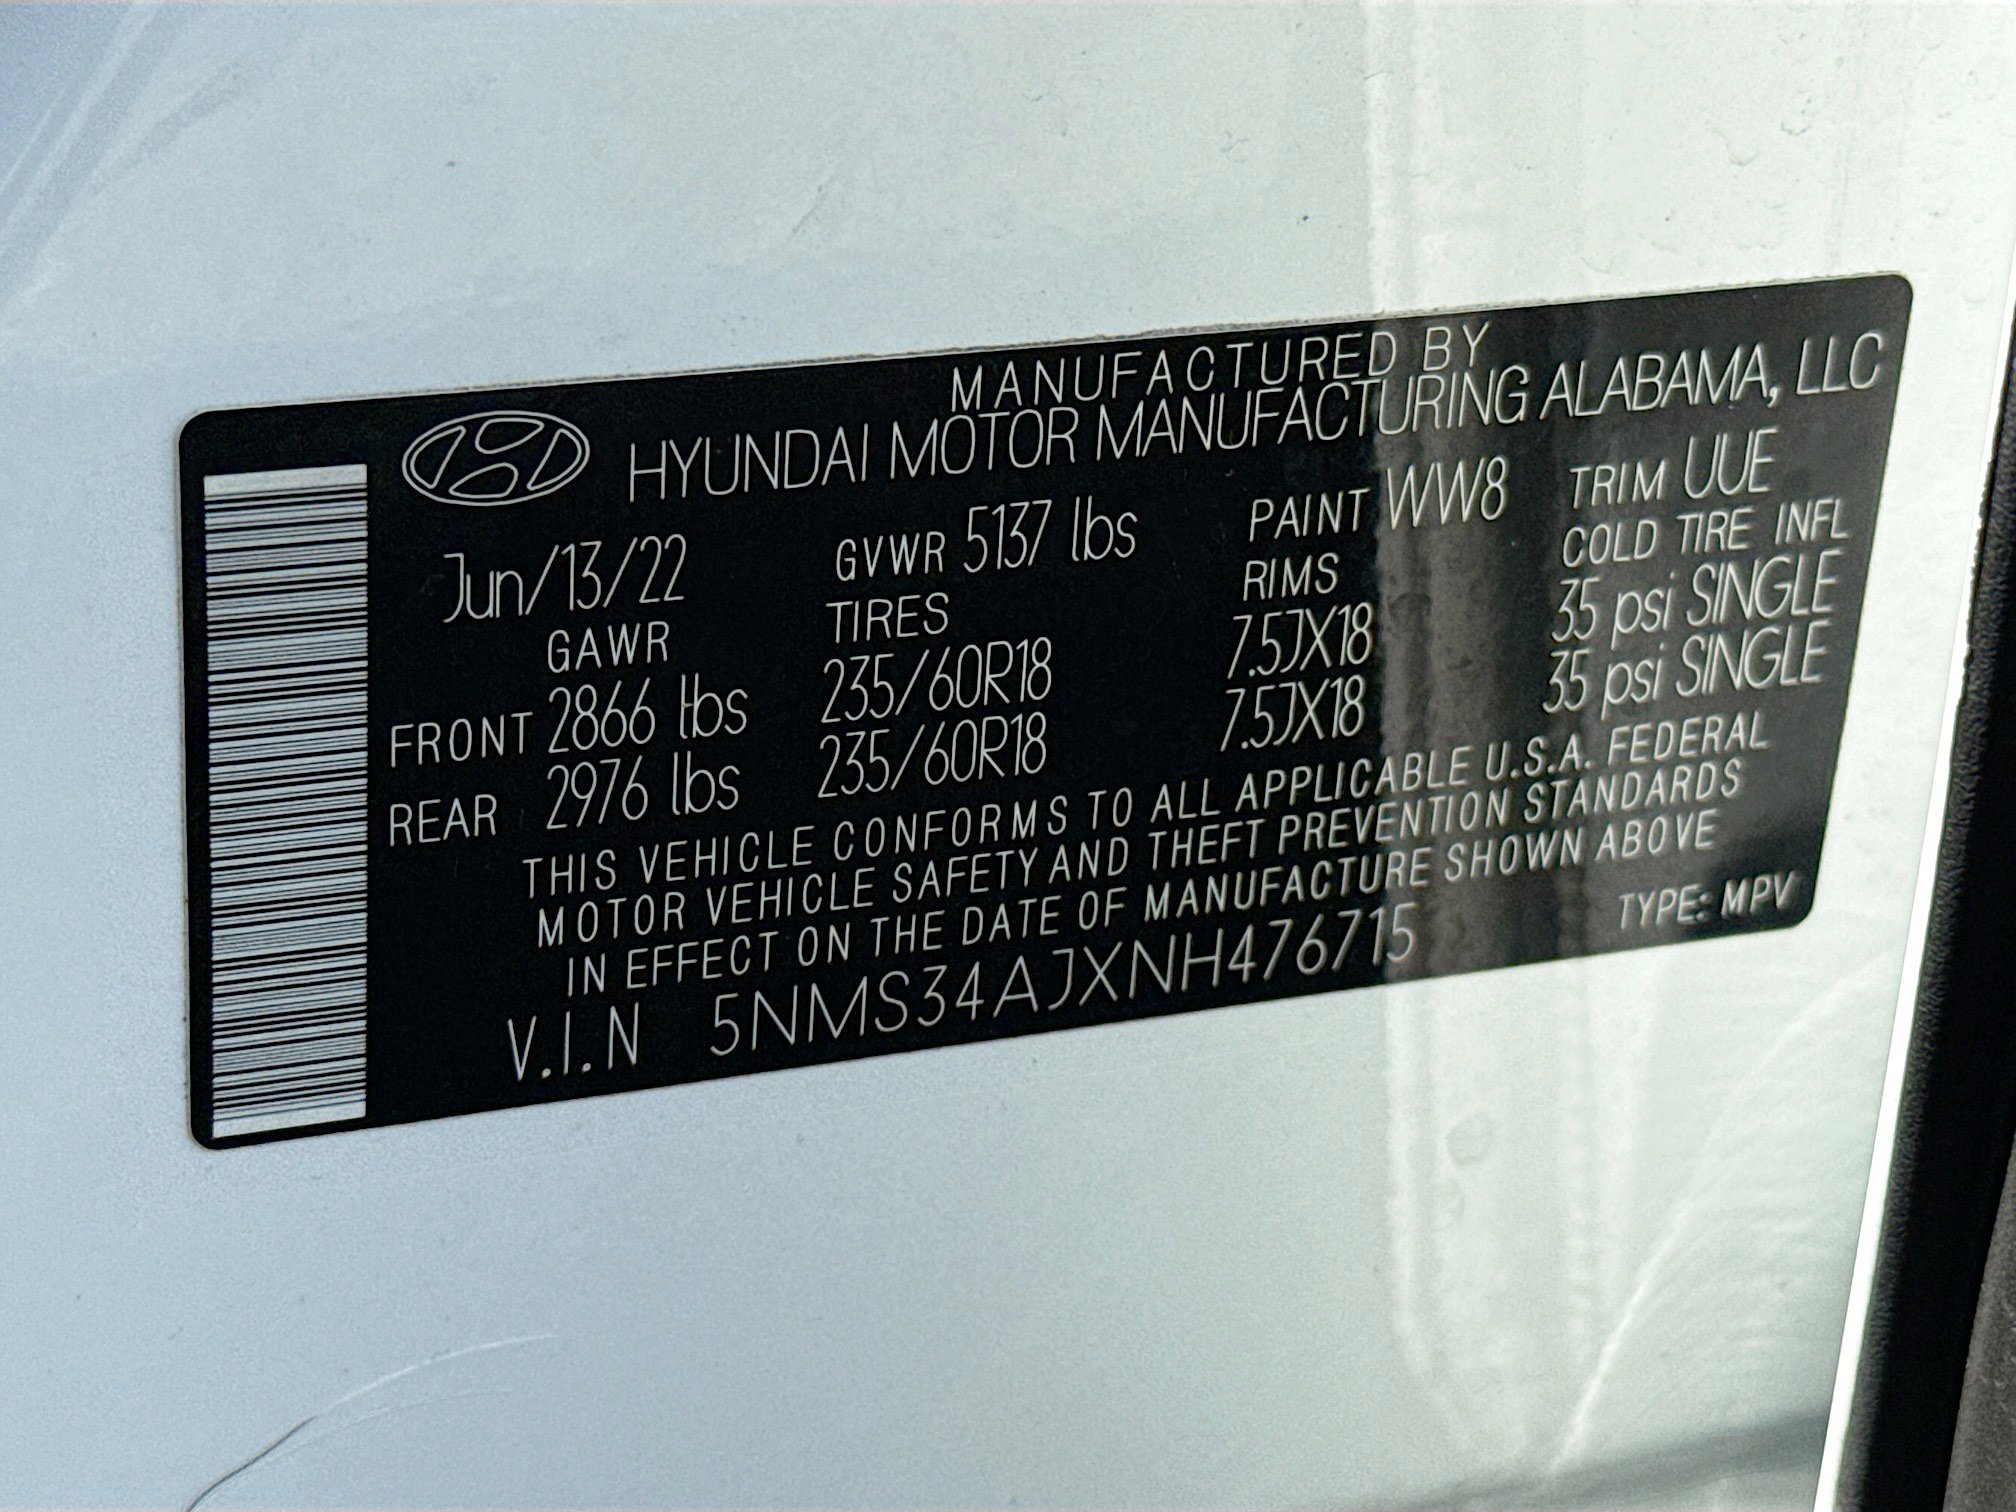 MANUFACTURED BY
HYUNDAI MOTOR MANUFACTURING ALABAMA, LLC
Jun/13/22 GVWR 5137 lbs PAINT WW8 TRIM UUE
GAWR TIRES RIMS COLD TIRE INFL
FRONT 2866 lbs 235/60R18 7.5JX18 35 psi SINGLE
REAR 2976 lbs 235/60R18 7.5JX18 35 psi SINGLE
THIS VEHICLE CONFORMS TO ALL APPLICABLE U.S.A. FEDERAL
MOTOR VEHICLE SAFETY AND THEFT PREVENTION STANDARDS
IN EFFECT ON THE DATE OF MANUFACTURE SHOWN ABOVE
V.I.N 5NMS34AJXNH476715 TYPE: MPV